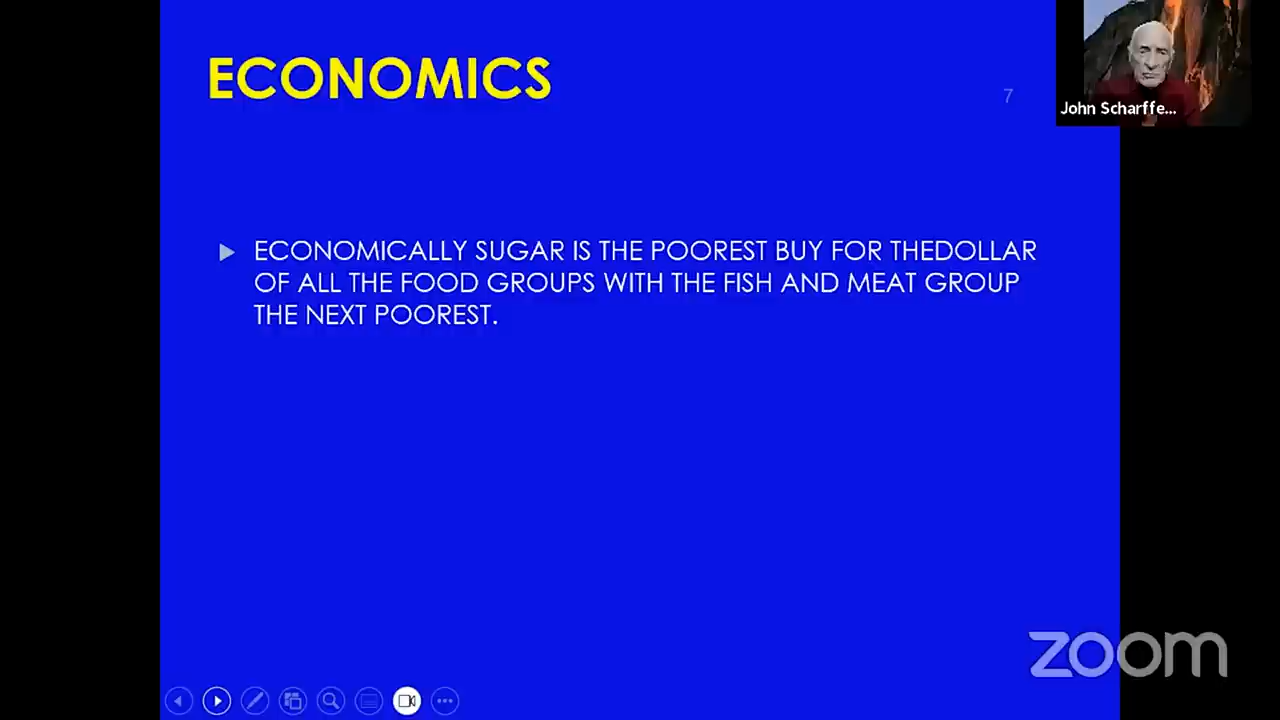 ECONOMICS
7
John Scharffe...
ECONOMICALLY SUGAR IS THE POOREST BUY FOR THEDOLLAR
OF ALL THE FOOD GROUPS WITH THE FISH AND MEAT GROUP
THE NEXT POOREST.
zoom